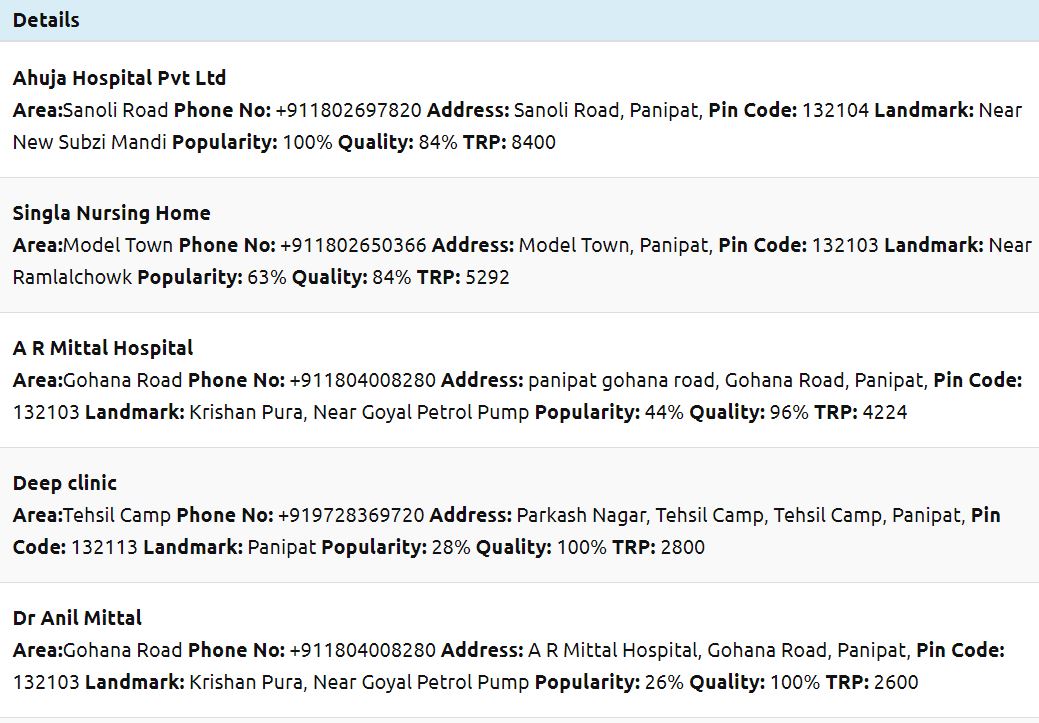 Details
Ahuja Hospital Pvt Ltd
Area:Sanoli Road Phone No: +911802697820 Address: Sanoli Road, Panipat, Pin Code: 132104 Landmark: Near
New Subzi Mandi Popularity: 100% Quality: 84% TRP: 8400
Singla Nursing Home
Area:Model Town Phone No: +911802650366 Address: Model Town, Panipat, Pin Code: 132103 Landmark: Near
Ramlalchowk Popularity: 63% Quality: 84% TRP: 5292
A R Mittal Hospital
Area:Gohana Road Phone No: +911804008280 Address: panipat gohana road, Gohana Road, Panipat, Pin Code:
132103 Landmark: Krishan Pura, Near Goyal Petrol Pump Popularity: 44% Quality: 96% TRP: 4224
Deep clinic
Area:Tehsil Camp Phone No: +919728369720 Address: Parkash Nagar, Tehsil Camp, Tehsil Camp, Panipat, Pin
Code: 132113 Landmark: Panipat Popularity: 28% Quality: 100% TRP: 2800
Dr Anil Mittal
Area:Gohana Road Phone No: +911804008280 Address: A R Mittal Hospital, Gohana Road, Panipat, Pin Code:
132103 Landmark: Krishan Pura, Near Goyal Petrol Pump Popularity: 26% Quality: 100% TRP: 2600